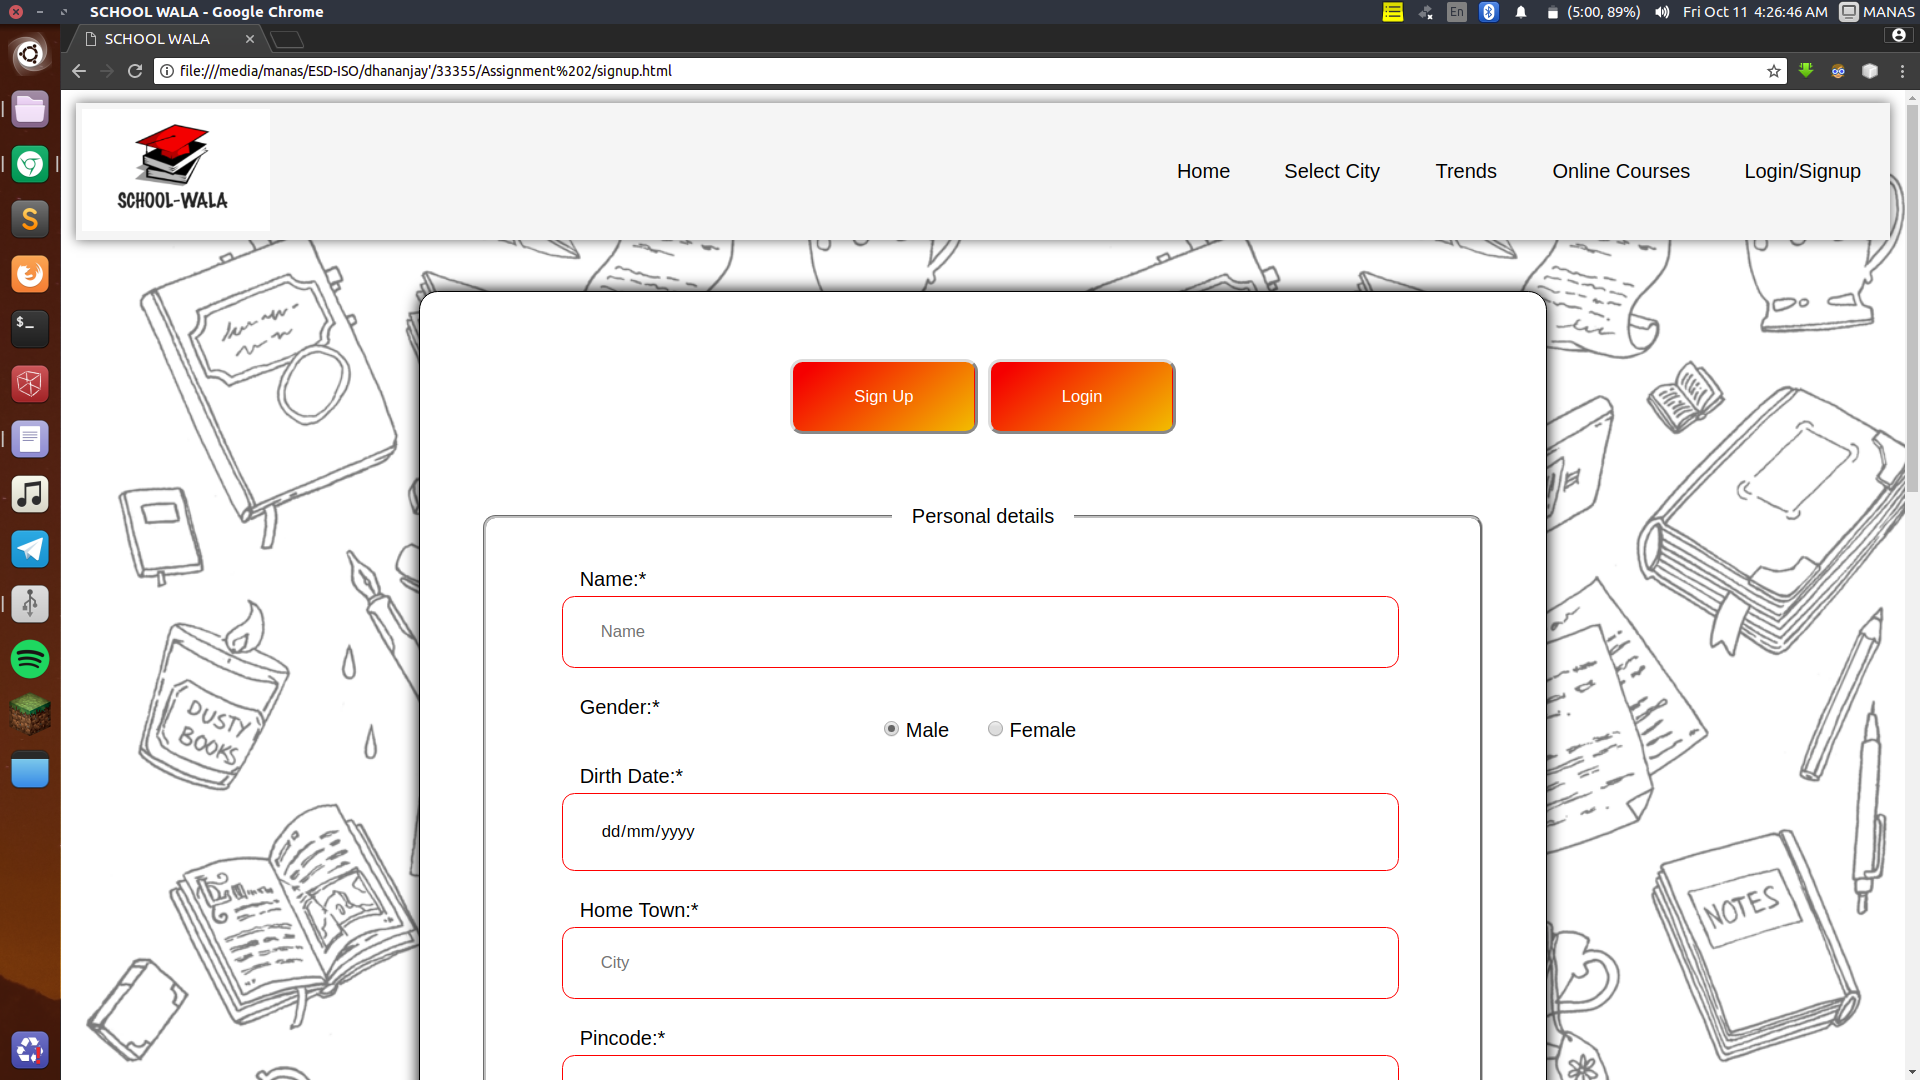 SCHOOL WALA - Google Chrome
En
(5:00, 89%)
Fri Oct 11 4:26:46 AM
MANAS
SCHOOL WALA
file:///media/manas/ESD-ISO/dhananjay'/33355/Assignment%202/signup.html
SCHOOL-WALA
Home
Select City
Trends
Online Courses
Login/Signup
Sign Up
Login
Personal details
Name:*
Name
Gender:*
Male
Female
Dirth Date:*
dd/mm/yyyy
Home Town:*
City
Pincode:*
DUSTY
BOOKS
NOTES